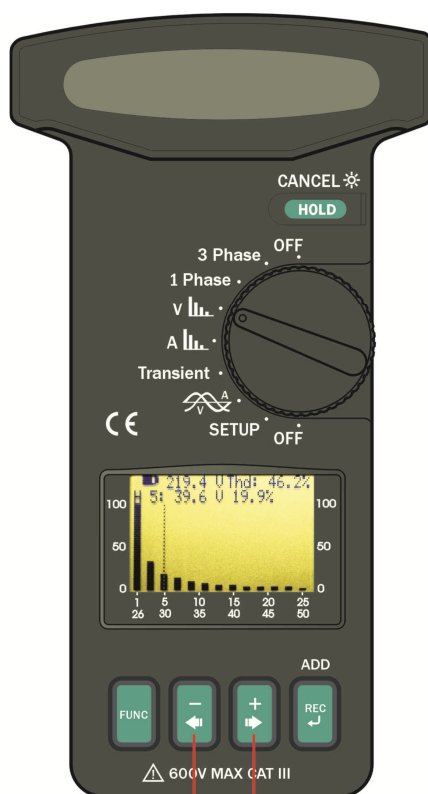 CANCEL
HOLD
OFF
3 Phase
1 Phase
V
A
Transient
V A
SETUP
OFF
CE
219.4 V Thd: 46.2%
H 5: 39.6 V 19.9%
100 100
50 50
0 0
1 5 10 15 20 25
26 30 35 40 45 50
ADD
FUNC
−
+
REC
600V MAX CAT III